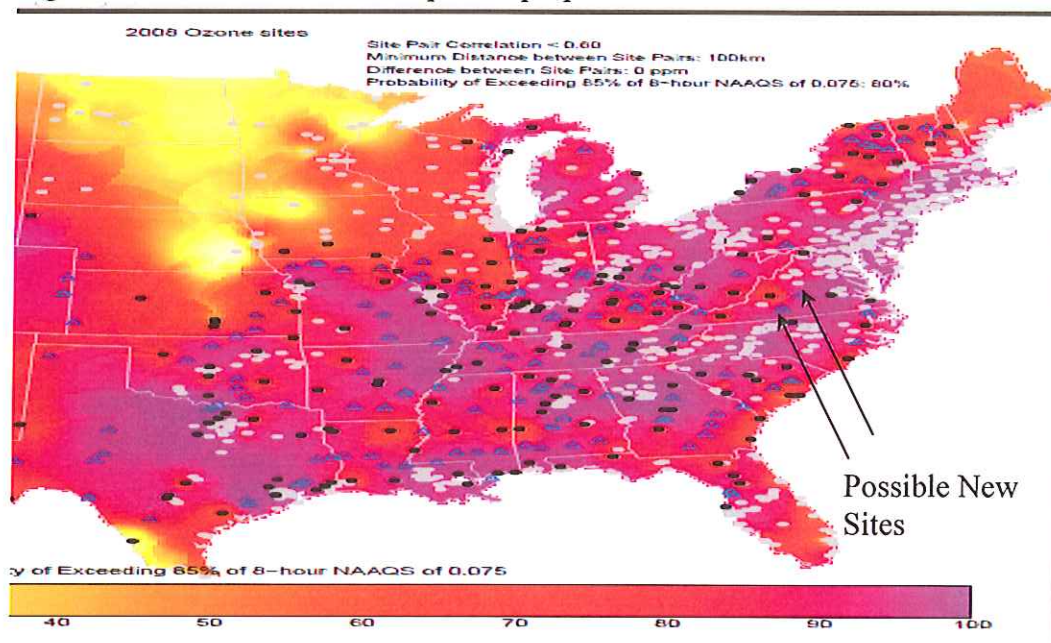 2008 Ozone sites
Site Pair Correlation < 0.60
Minimum Distance between Site Pairs: 100km
Difference between Site Pairs: 0 ppm
Probability of Exceeding 85% of 8-hour NAAQS of 0.075: 80%
Possible New
Sites
of Exceeding 85% of 8-hour NAAQS of 0.075
40 50 60 70 80 90 100